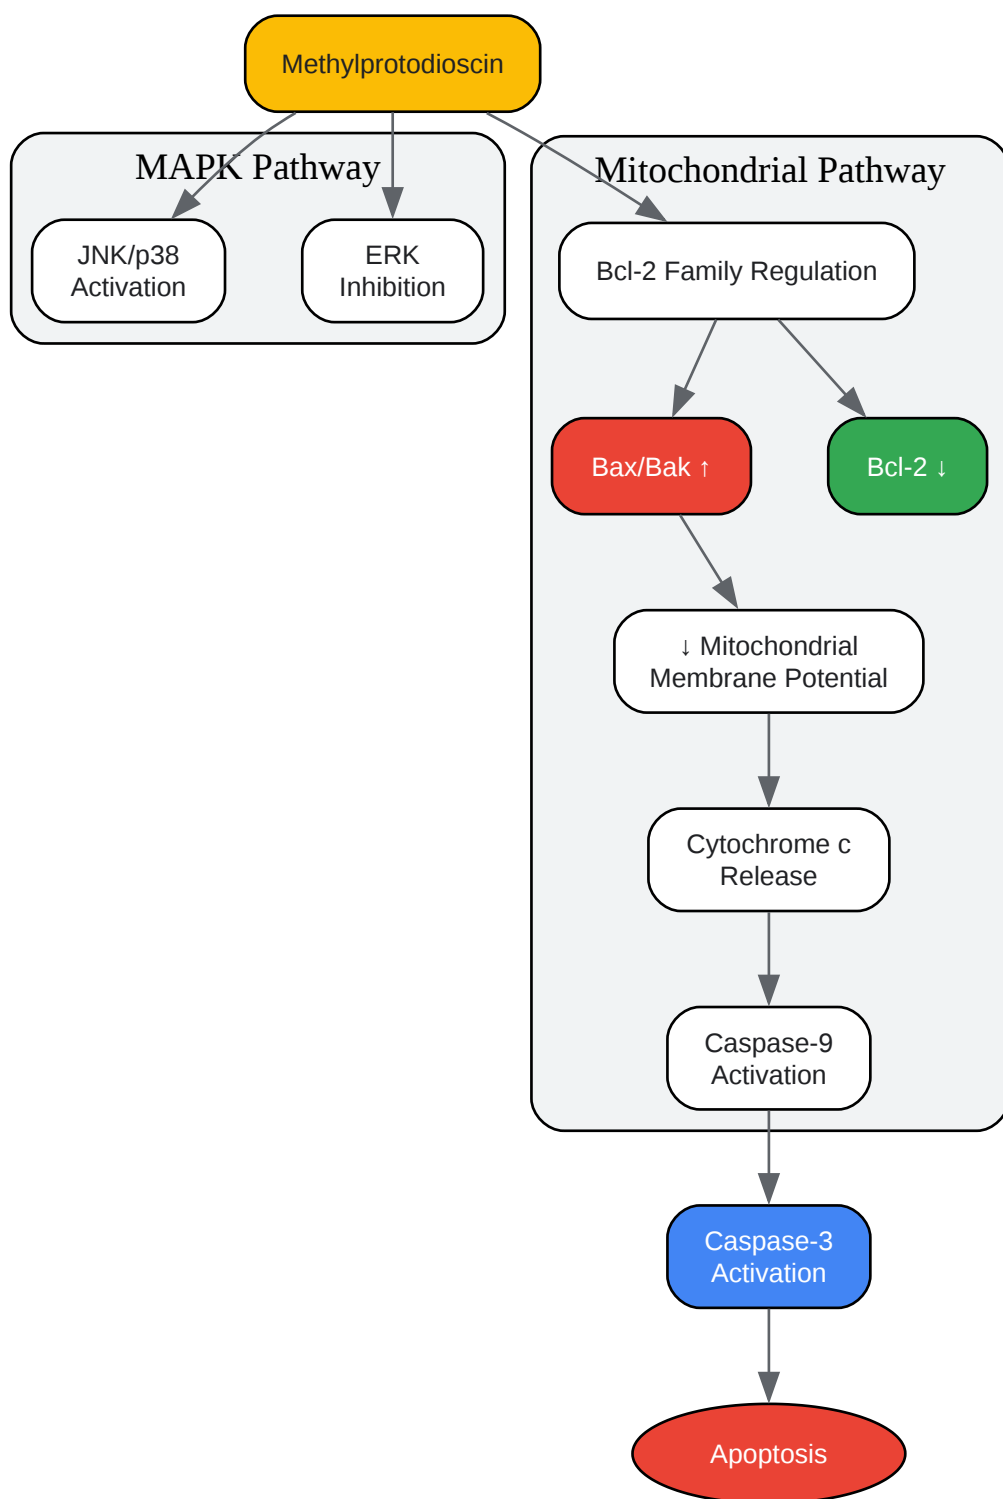 Methylprotodioscin
MAPK Pathway
Mitochondrial Pathway
JNK/p38
Activation
ERK
Inhibition
Bcl-2 Family Regulation
Bax/Bak ↑
Bcl-2 ↓
↓ Mitochondrial
Membrane Potential
Cytochrome c
Release
Caspase-9
Activation
Caspase-3
Activation
Apoptosis